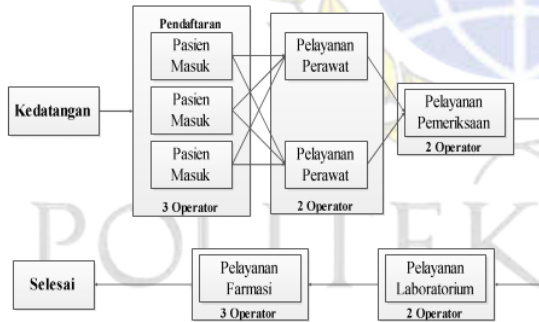 Pendaftaran
Pasien
Masuk
Pasien
Masuk
Pasien
Masuk
3 Operator
Kedatangan
Pelayanan
Perawat
Pelayanan
Perawat
2 Operator
Pelayanan
Pemeriksaan
2 Operator
Selesai
Pelayanan
Farmasi
3 Operator
Pelayanan
Laboratorium
2 Operator
POLITEK